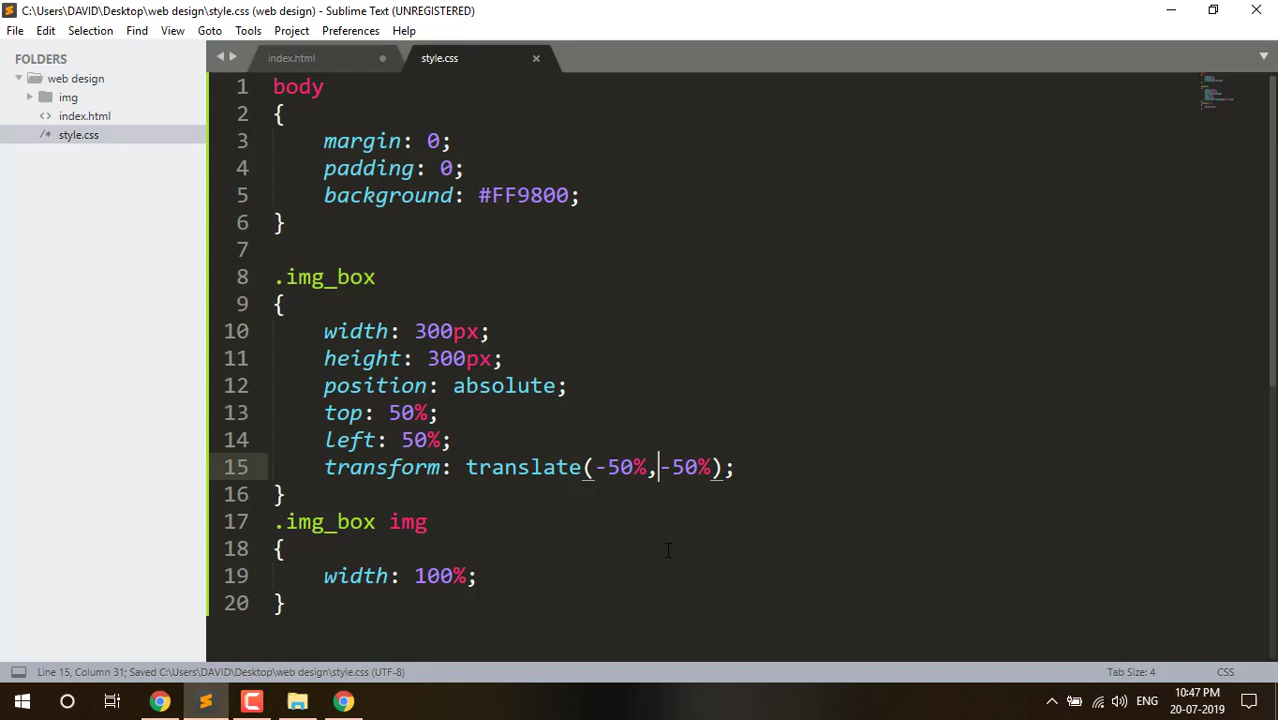 C:\Users\DAVID\Desktop\web design\style.css (web design) - Sublime Text (UNREGISTERED)
File Edit Selection Find View Goto Tools Project Preferences Help
FOLDERS
web design
img
index.html
style.css
index.html style.css
1 body
2 {
3 margin: 0;
4 padding: 0;
5 background: #FF9800;
6 }
7
8 .img_box
9 {
10 width: 300px;
11 height: 300px;
12 position: absolute;
13 top: 50%;
14 left: 50%;
15 transform: translate(-50%,-50%);
16 }
17 .img_box img
18 {
19 width: 100%;
20 }
Line 15, Column 31; Saved C:\Users\DAVID\Desktop\web design\style.css (UTF-8) Tab Size: 4 CSS
ENG 10:47 PM
20-07-2019